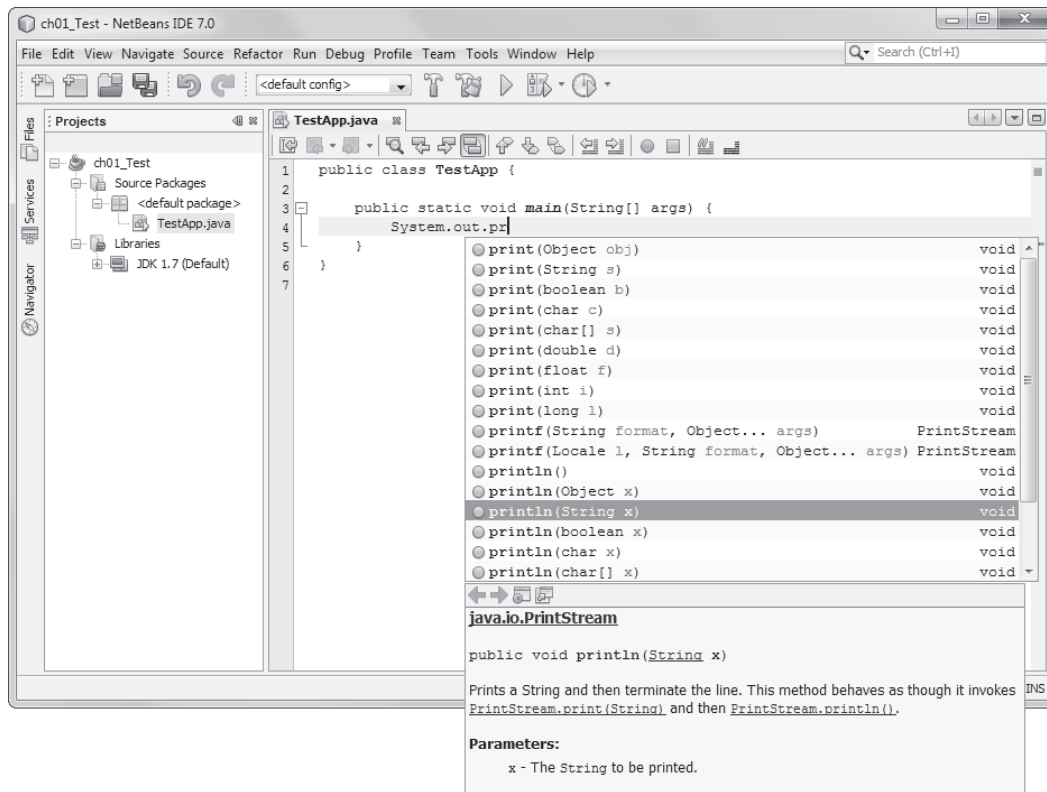 ch01_Test - NetBeans IDE 7.0
File Edit View Navigate Source Refactor Run Debug Profile Team Tools Window Help
Search (Ctrl+I)
<default config>
Files
Services
Navigator
Projects
ch01_Test
Source Packages
<default package>
TestApp.java
Libraries
JDK 1.7 (Default)
TestApp.java
1 public class TestApp {
2
3 public static void main(String[] args) {
4 System.out.pr
5 }
6 }
7
print(Object obj) void
print(String s) void
print(boolean b) void
print(char c) void
print(char[] s) void
print(double d) void
print(float f) void
print(int i) void
print(long l) void
printf(String format, Object... args) PrintStream
printf(Locale l, String format, Object... args) PrintStream
println() void
println(Object x) void
println(String x) void
println(boolean x) void
println(char x) void
println(char[] x) void
java.io.PrintStream
public void println(String x)
Prints a String and then terminate the line. This method behaves as though it invokes
PrintStream.print(String) and then PrintStream.println().
Parameters:
x - The String to be printed.
INS